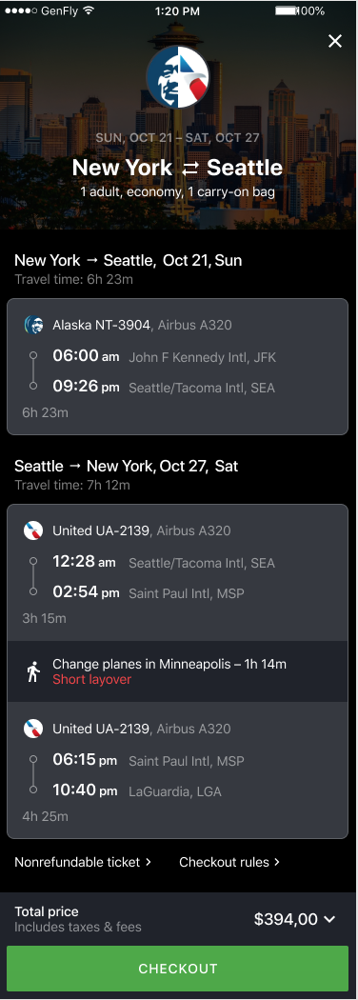 GenFly 1:20 PM 100%
SUN, OCT 21 – SAT, OCT 27
New York ⇄ Seattle
1 adult, economy, 1 carry-on bag
New York → Seattle, Oct 21, Sun
Travel time: 6h 23m
Alaska NT-3904, Airbus A320
06:00 am John F Kennedy Intl, JFK
09:26 pm Seattle/Tacoma Intl, SEA
6h 23m
Seattle → New York, Oct 27, Sat
Travel time: 7h 12m
United UA-2139, Airbus A320
12:28 am Seattle/Tacoma Intl, SEA
02:54 pm Saint Paul Intl, MSP
3h 15m
Change planes in Minneapolis – 1h 14m
Short layover
United UA-2139, Airbus A320
06:15 pm Saint Paul Intl, MSP
10:40 pm LaGuardia, LGA
4h 25m
Nonrefundable ticket > Checkout rules >
Total price
Includes taxes & fees
$394,00
CHECKOUT